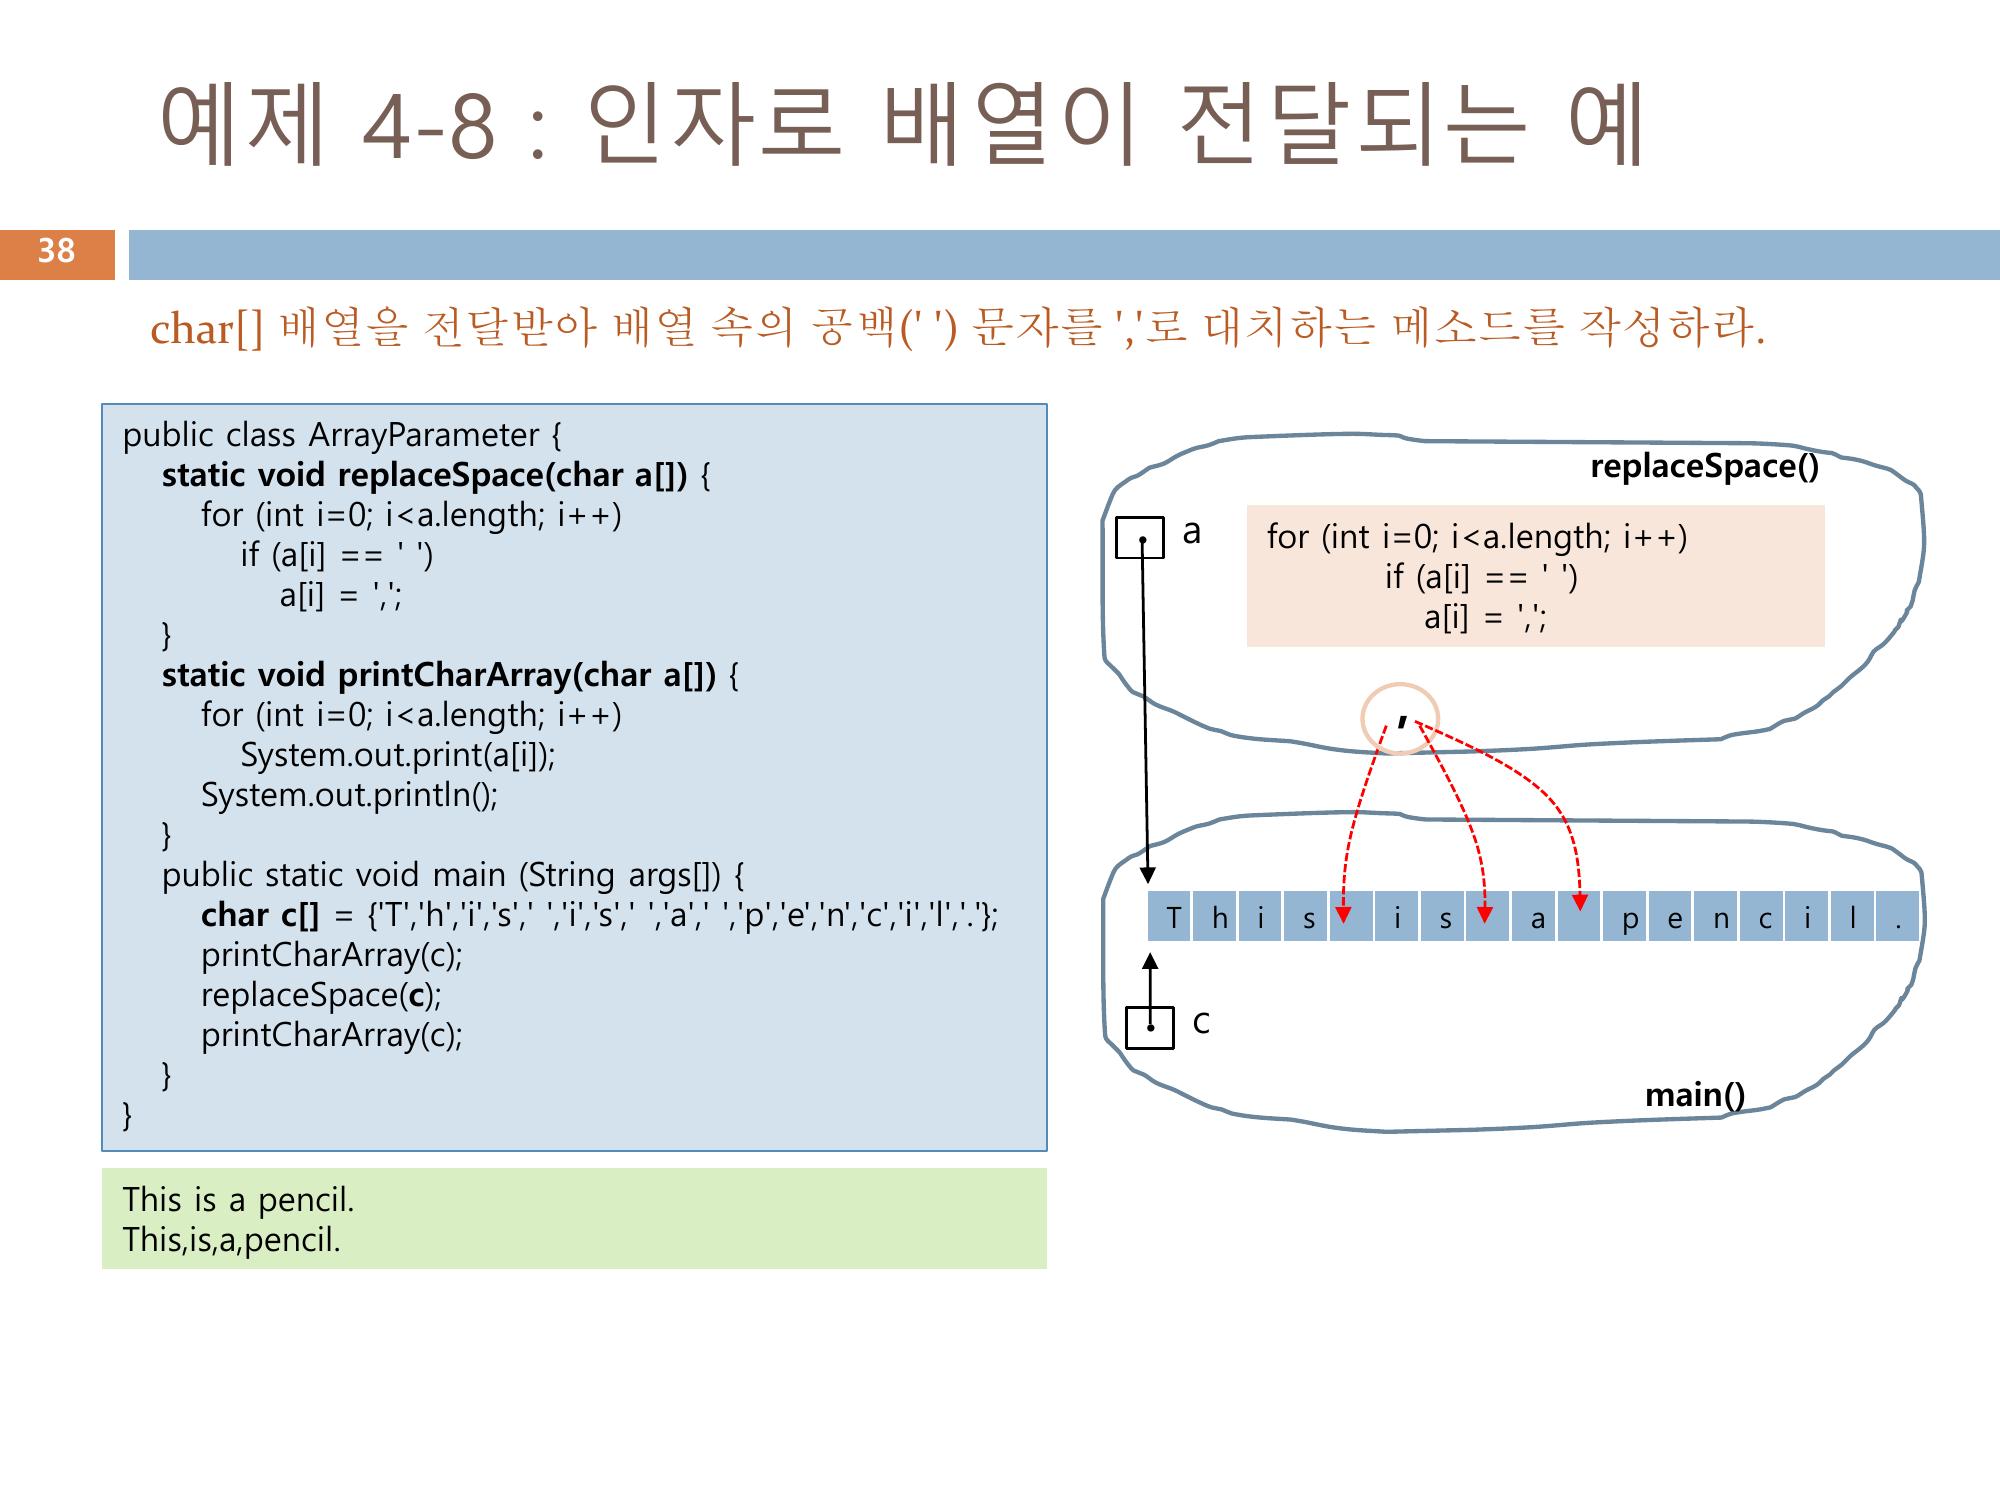 예제 4-8 : 인자로 배열이 전달되는 예
38
char[] 배열을 전달받아 배열 속의 공백(' ') 문자를 ','로 대치하는 메소드를 작성하라.
public class ArrayParameter {
static void replaceSpace(char a[]) {
for (int i=0; i<a.length; i++)
if (a[i] == ' ')
a[i] = ',';
}
static void printCharArray(char a[]) {
for (int i=0; i<a.length; i++)
System.out.print(a[i]);
System.out.println();
}
public static void main (String args[]) {
char c[] = {'T','h','i','s',' ','i','s',' ','a',' ','p','e','n','c','i','l','.'};
printCharArray(c);
replaceSpace(c);
printCharArray(c);
}
}
This is a pencil.
This,is,a,pencil.
replaceSpace()
a
for (int i=0; i<a.length; i++)
if (a[i] == ' ')
a[i] = ',';
,
T h i s i s a p e n c i l .
c
main()